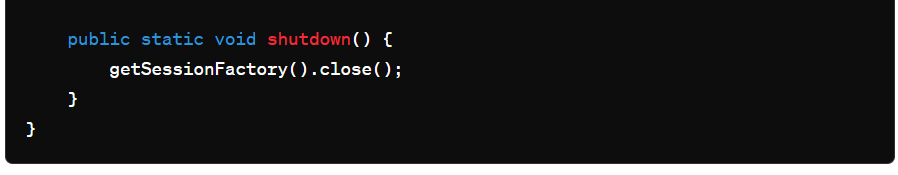 public static void shutdown() {
getSessionFactory().close();
}
}